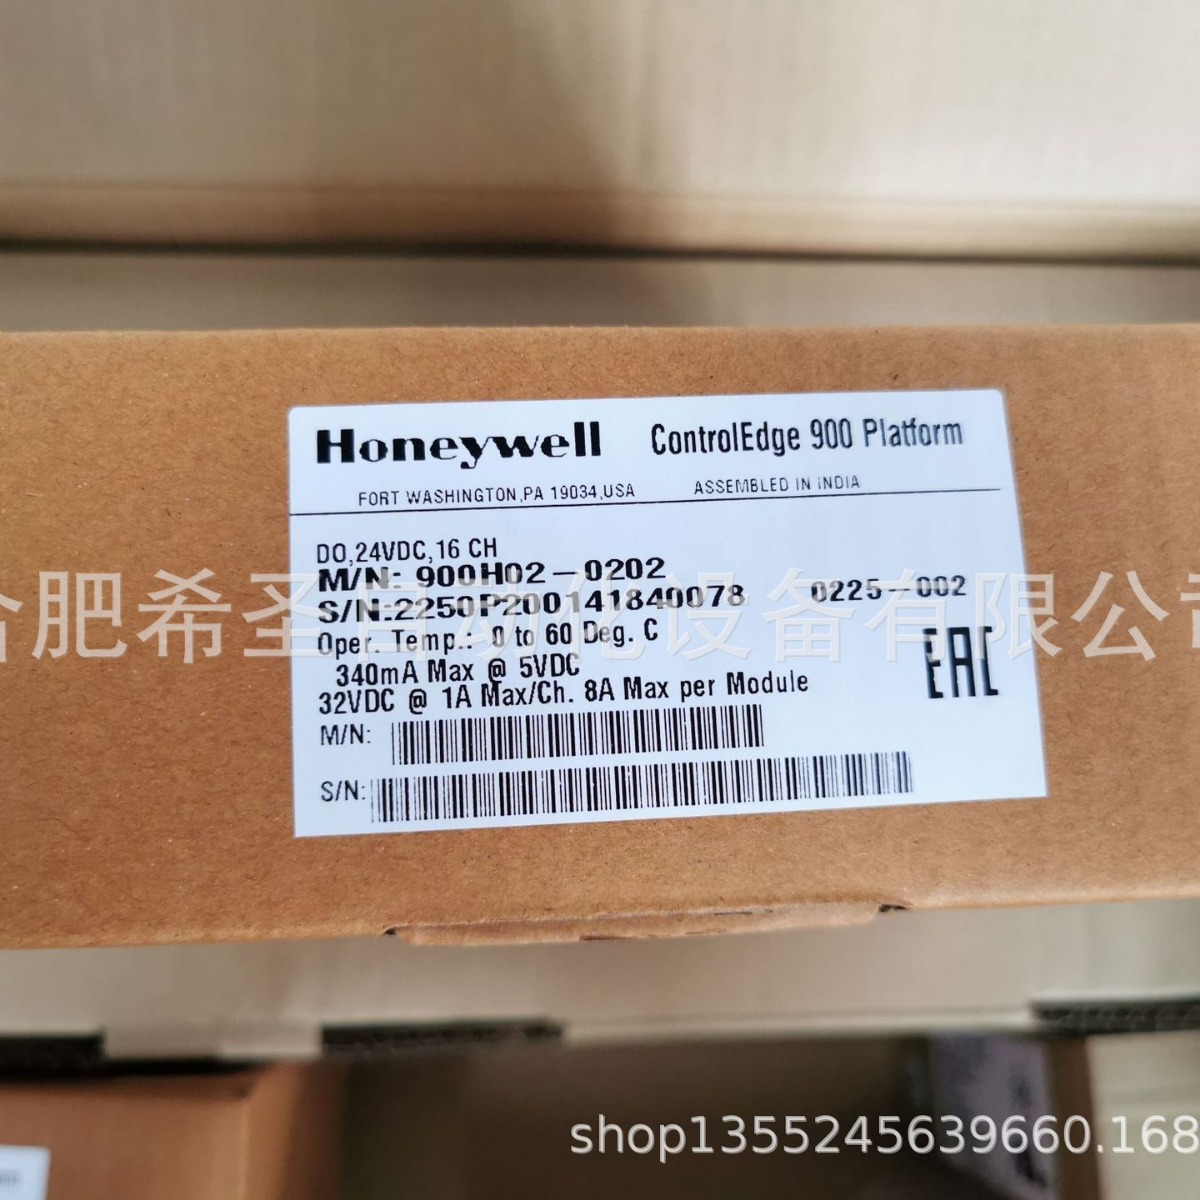 Honeywell ControlEdge 900 Platform
FORT WASHINGTON,PA 19034,USA ASSEMBLED IN INDIA
DO,24VDC,16 CH
M/N: 900H02-0202
S/N:2250P200141840078 0225-002
合肥希圣自动化设备有限公司
Oper. Temp.: 0 to 60 Deg. C
EAC
340mA Max @ 5VDC
32VDC @ 1A Max/Ch. 8A Max per Module
M/N:
S/N:
shop1355245639660.168